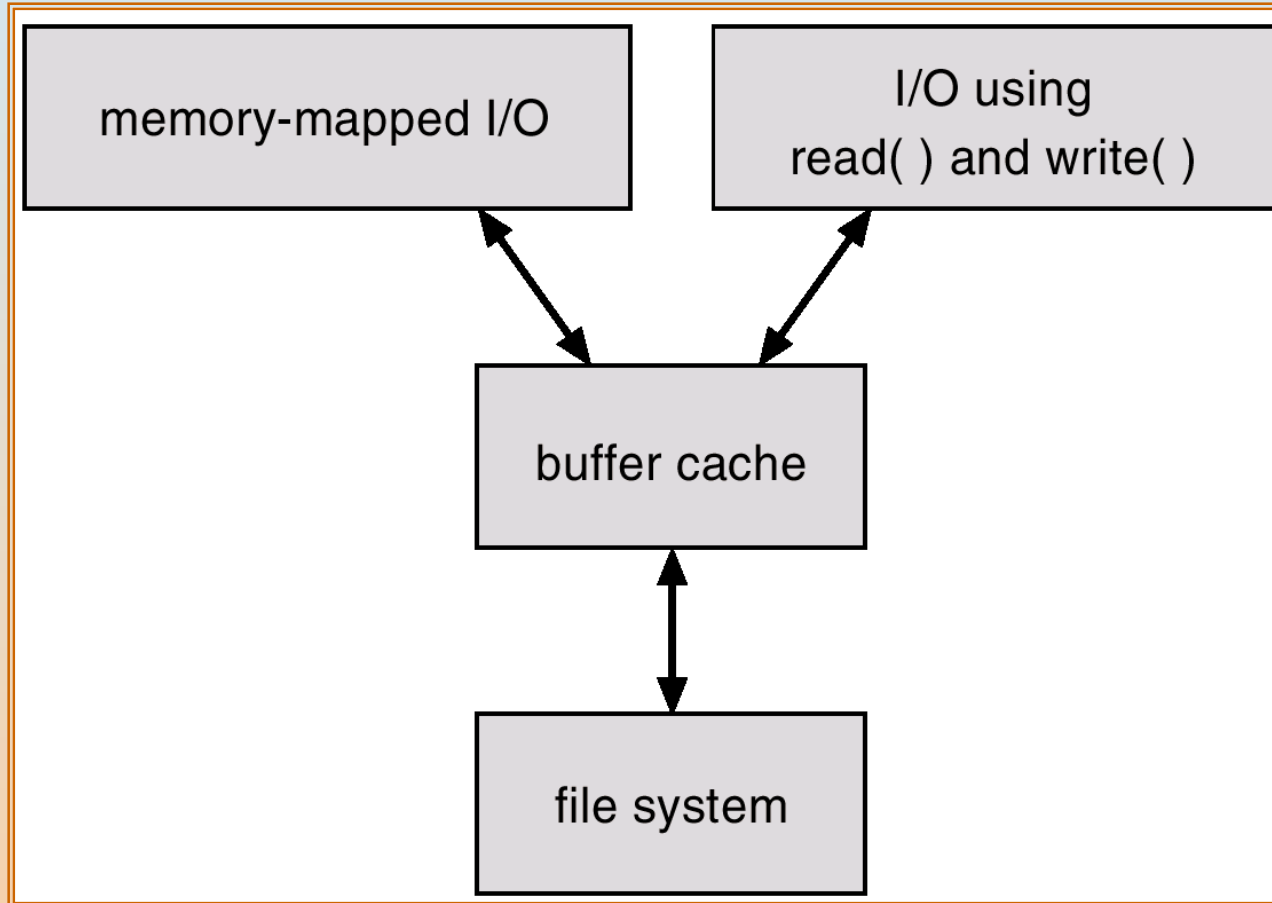 memory-mapped I/O
I/O using
read( ) and write( )
buffer cache
file system